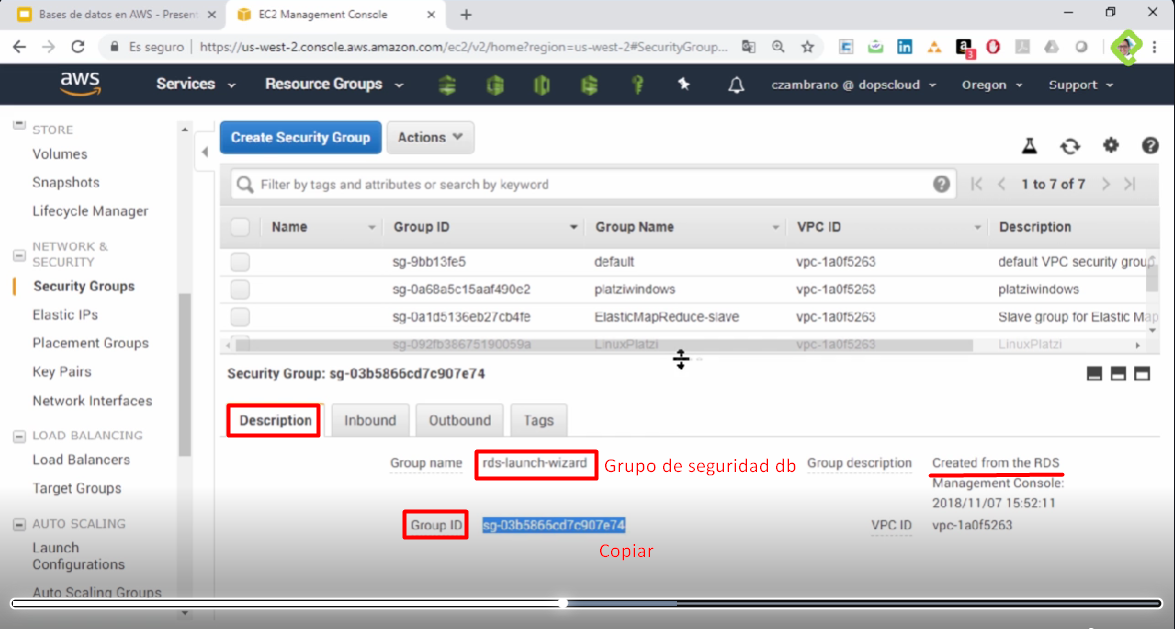 Bases de datos en AWS - Present
EC2 Management Console
Es seguro
https://us-west-2.console.aws.amazon.com/ec2/v2/home?region=us-west-2#SecurityGroup...
3
aws
Services
Resource Groups
czambrano @ dopscloud
Oregon
Support
STORE
Volumes
Snapshots
Lifecycle Manager
NETWORK &
SECURITY
Security Groups
Elastic IPs
Placement Groups
Key Pairs
Network Interfaces
LOAD BALANCING
Load Balancers
Target Groups
AUTO SCALING
Launch
Configurations
Auto Scaling Groups
Create Security Group
Actions
Filter by tags and attributes or search by keyword
1 to 7 of 7
Name Group ID Group Name VPC ID Description
sg-9bb13fe5 default vpc-1a0f5263 default VPC security group
sg-0a68a5c15aaf490e2 platziwindows vpc-1a0f5263 platziwindows
sg-0a1d5136eb27cb4fe ElasticMapReduce-slave vpc-1a0f5263 Slave group for Elastic Map
sg-092fb38675190059a LinuxPlatzi vpc-1a0f5263 LinuxPlatzi
Security Group: sg-03b5866cd7c907e74
Description Inbound Outbound Tags
Group name rds-launch-wizard Grupo de seguridad db Group description Created from the RDS
Management Console:
2018/11/07 15:52:11
Group ID sg-03b5866cd7c907e74 VPC ID vpc-1a0f5263
Copiar